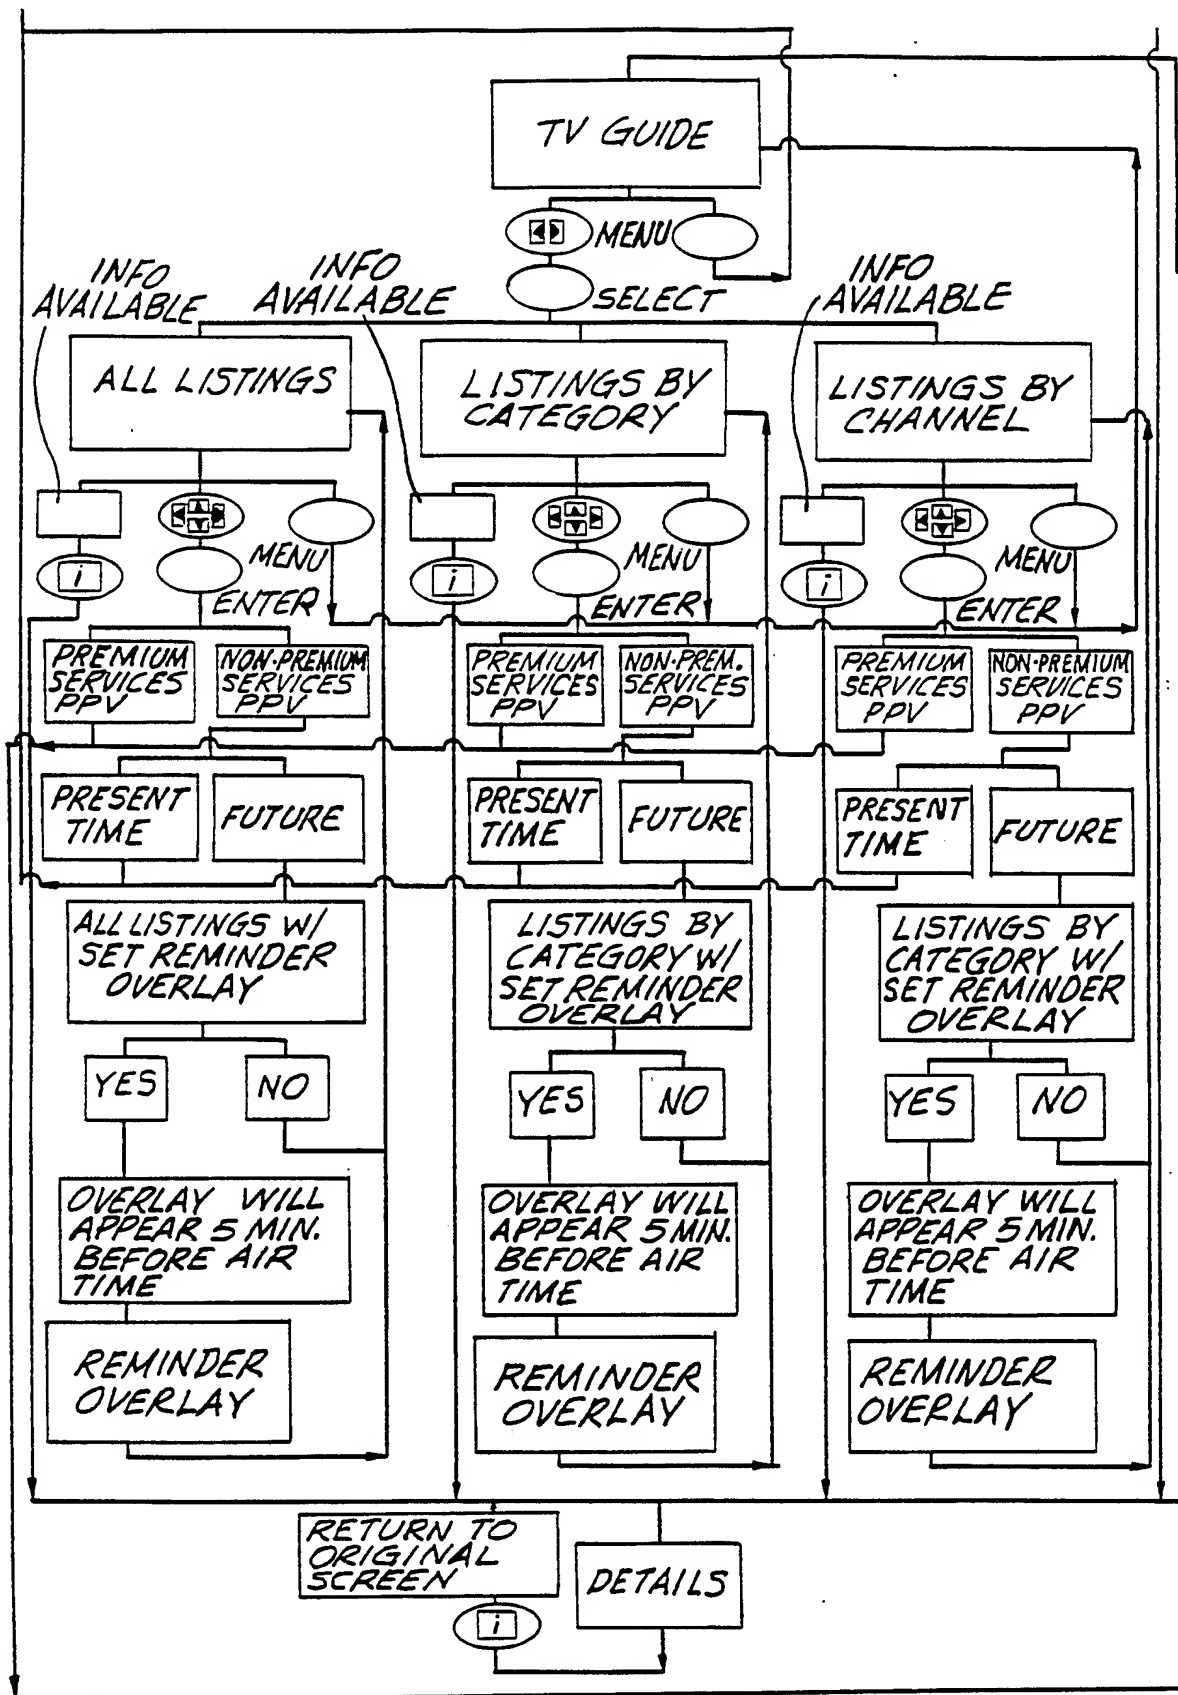 TV GUIDE
MENU
SELECT
INFO
AVAILABLE
INFO
AVAILABLE
INFO
AVAILABLE
ALL LISTINGS
LISTINGS BY
CATEGORY
LISTINGS BY
CHANNEL
MENU
MENU
MENU
i
i
i
ENTER
ENTER
ENTER
PREMIUM
SERVICES
PPV
NON-PREMIUM
SERVICES
PPV
PREMIUM
SERVICES
PPV
NON-PREM.
SERVICES
PPV
PREMIUM
SERVICES
PPV
NON-PREMIUM
SERVICES
PPV
PRESENT
TIME
FUTURE
PRESENT
TIME
FUTURE
PRESENT
TIME
FUTURE
ALL LISTINGS W/
SET REMINDER
OVERLAY
LISTINGS BY
CATEGORY W/
SET REMINDER
OVERLAY
LISTINGS BY
CATEGORY W/
SET REMINDER
OVERLAY
YES
NO
YES
NO
YES
NO
OVERLAY WILL
APPEAR 5 MIN.
BEFORE AIR
TIME
OVERLAY WILL
APPEAR 5 MIN.
BEFORE AIR
TIME
OVERLAY WILL
APPEAR 5 MIN.
BEFORE AIR
TIME
REMINDER
OVERLAY
REMINDER
OVERLAY
REMINDER
OVERLAY
RETURN TO
ORIGINAL
SCREEN
DETAILS
i